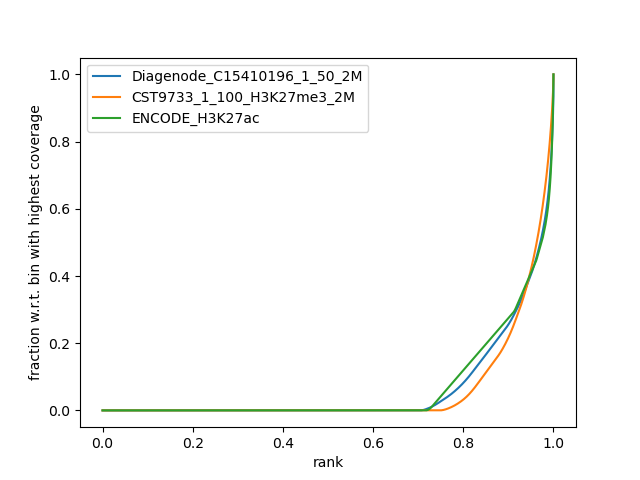 Diagenode_C15410196_1_50_2M
CST9733_1_100_H3K27me3_2M
ENCODE_H3K27ac
fraction w.r.t. bin with highest coverage
1.0
0.8
0.6
0.4
0.2
0.0
0.0 0.2 0.4 0.6 0.8 1.0
rank